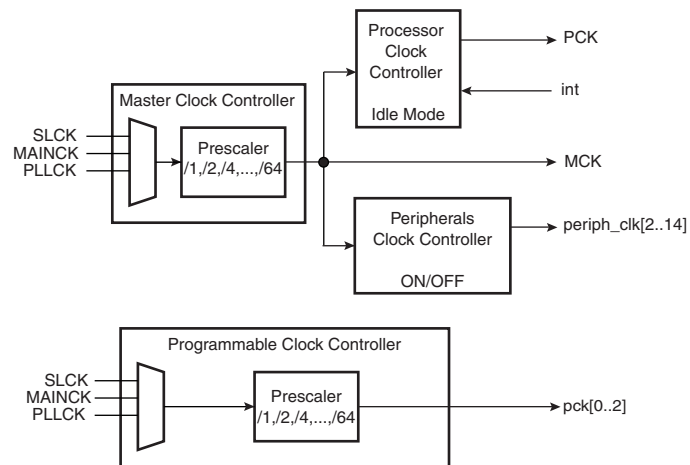 Processor
Clock
Controller
Idle Mode
PCK
int
Master Clock Controller
SLCK
MAINCK
PLLCK
Prescaler
/1,/2,/4,...,/64
MCK
Peripherals
Clock Controller
ON/OFF
periph_clk[2..14]
Programmable Clock Controller
SLCK
MAINCK
PLLCK
Prescaler
/1,/2,/4,...,/64
pck[0..2]